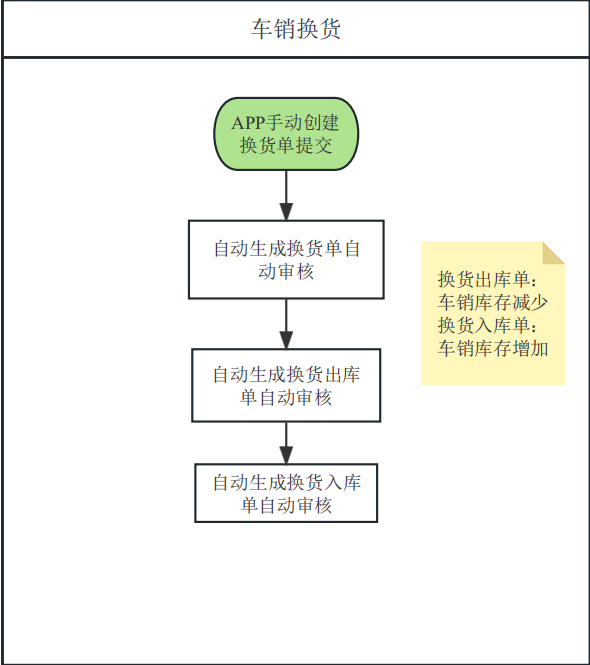 车销换货
APP手动创建
换货单提交
自动生成换货单自
动审核
换货出库单：
车销库存减少
换货入库单：
车销库存增加
自动生成换货出库
单自动审核
自动生成换货入库
单自动审核